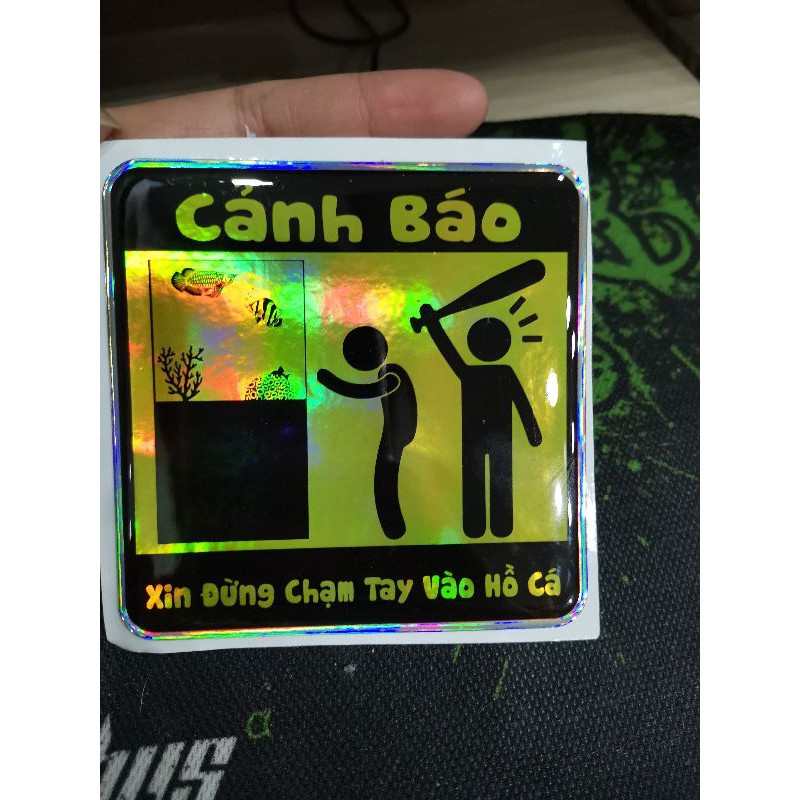 Cảnh Báo
Xin Đừng Chạm Tay Vào Hồ Cá